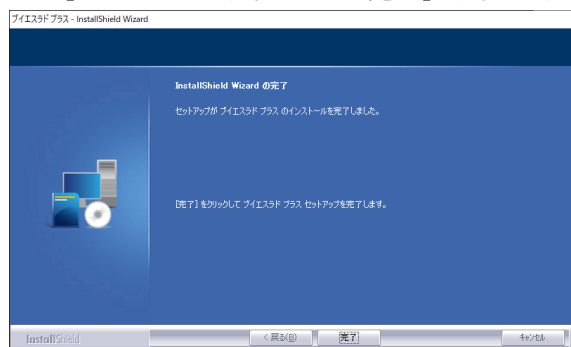 ブイエスラド プラス - InstallShield Wizard
InstallShield Wizard の完了
セットアップが ブイエスラド プラス のインストールを完了しました。
[完了] をクリックして ブイエスラド プラス セットアップを完了します。
InstallShield
< 戻る(B)
完了
キャンセル